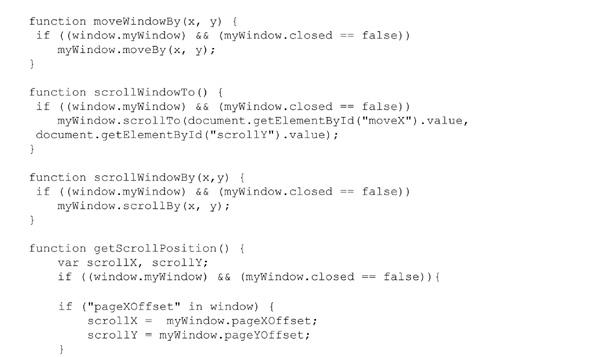 function moveWindowBy(x, y) {
 if ((window.myWindow) && (myWindow.closed == false))
    myWindow.moveBy(x, y);
}

function scrollWindowTo() {
 if ((window.myWindow) && (myWindow.closed == false))
    myWindow.scrollTo(document.getElementById("moveX").value,
 document.getElementById("scrollY").value);
}

function scrollWindowBy(x,y) {
 if ((window.myWindow) && (myWindow.closed == false))
    myWindow.scrollBy(x, y);
}

function getScrollPosition() {
    var scrollX, scrollY;
    if ((window.myWindow) && (myWindow.closed == false)){

    if ("pageXOffset" in window) {
        scrollX =  myWindow.pageXOffset;
        scrollY = myWindow.pageYOffset;
    }